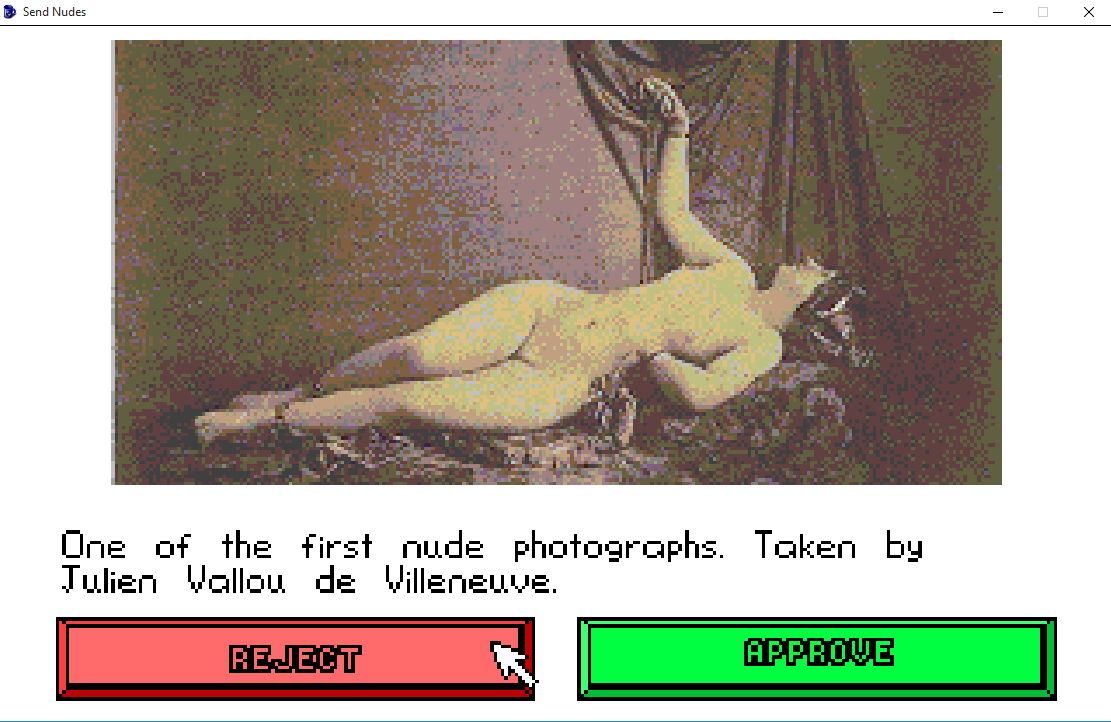 Send Nudes
One of the first nude photographs. Taken by
Julien Vallou de Villeneuve.
REJECT
APPROVE